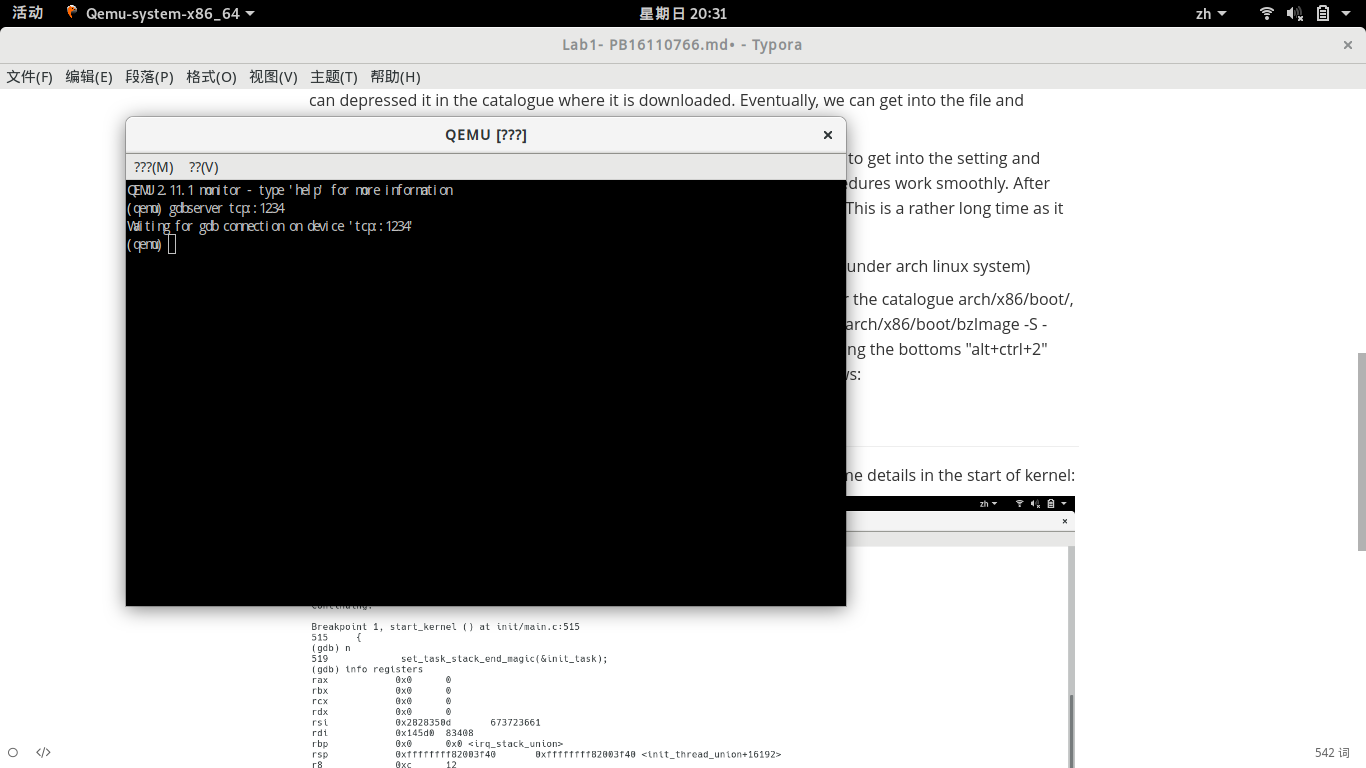 活动 Qemu-system-x86_64 星期日 20:31 zh
Lab1- PB16110766.md• - Typora ×
文件(F) 编辑(E) 段落(P) 格式(O) 视图(V) 主题(T) 帮助(H)
can depressed it in the catalogue where it is downloaded. Eventually, we can get into the file and
QEMU [???] ×
???(M) ??(V)
QEMU 2.11.1 monitor - type 'help' for more information
(qemu) gdbserver tcp::1234
Waiting for gdb connection on device 'tcp::1234'
(qemu)
to get into the setting and
edures work smoothly. After
This is a rather long time as it
under arch linux system)
r the catalogue arch/x86/boot/,
arch/x86/boot/bzImage -S -
ng the bottoms "alt+ctrl+2"
ws:
me details in the start of kernel:
zh
×
Continuing.
Breakpoint 1, start_kernel () at init/main.c:515
515 {
(gdb) n
519 set_task_stack_end_magic(&init_task);
(gdb) info registers
rax 0x0 0
rbx 0x0 0
rcx 0x0 0
rdx 0x0 0
rsi 0x2828350d 673723661
rdi 0x145d0 83408
rbp 0x0 0x0 <irq_stack_union>
rsp 0xffffffff82003f40 0xffffffff82003f40 <init_thread_union+16192>
r8 0xc 12
</> 542 词